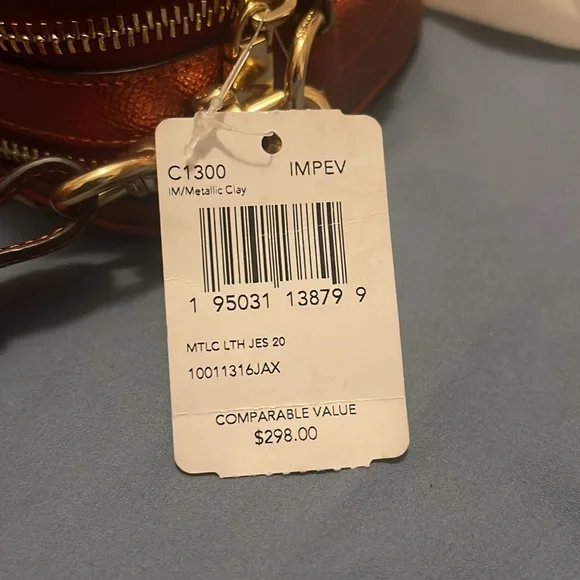 C1300 IMPEV
IM/Metallic Clay
1 95031 13879 9
MTLC LTH JES 20
10011316JAX
COMPARABLE VALUE
$298.00